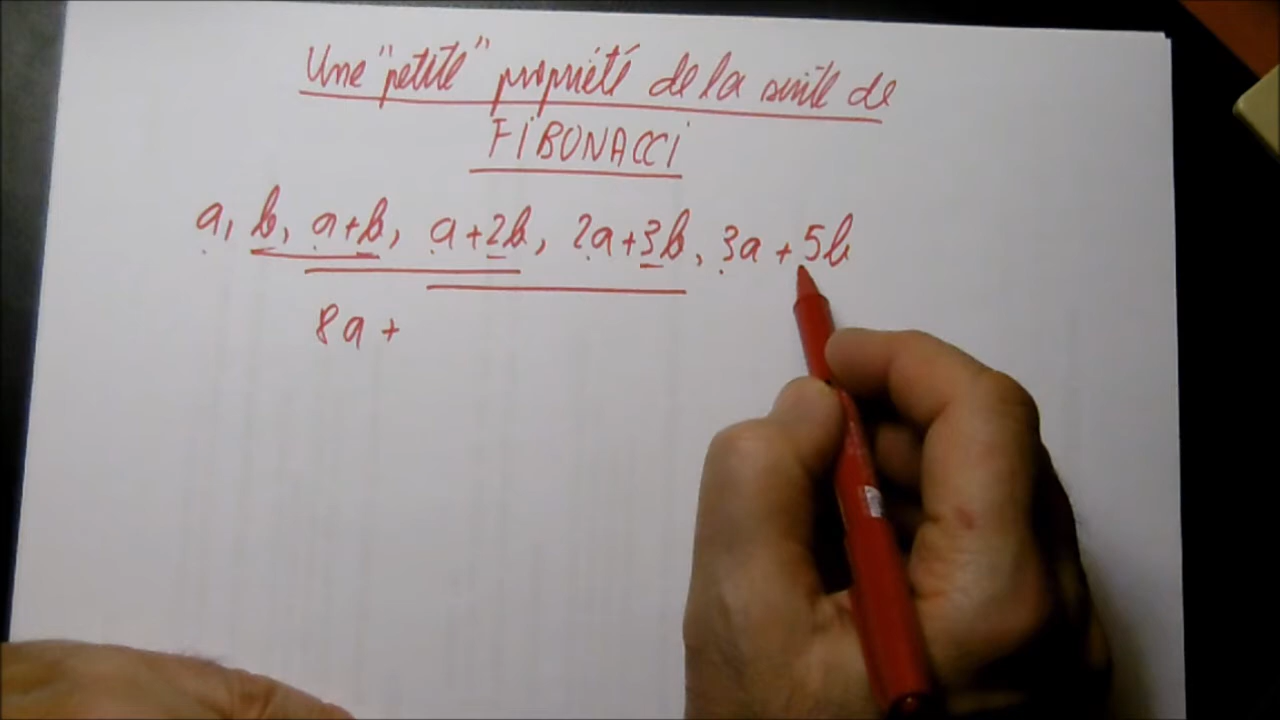 Une "petite" propriété de la suite de
FIBONACCI
a, b, a+b, a+2b, 2a+3b, 3a+5b
8a+